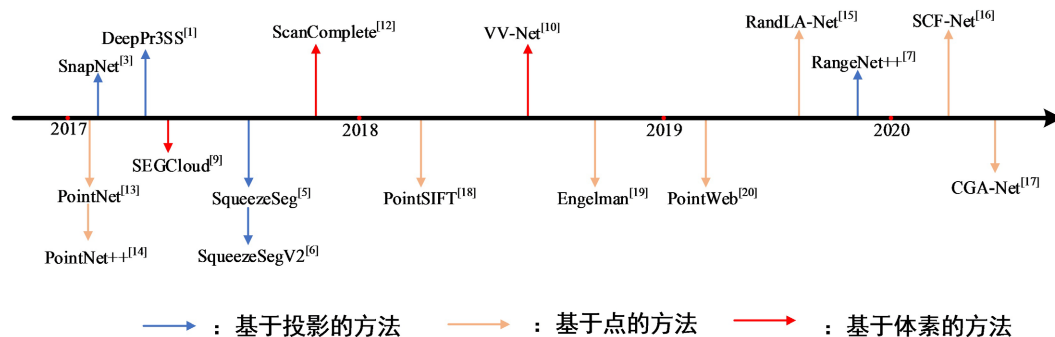 RandLA-Net[15]
SCF-Net[16]
DeepPr3SS[1]
ScanComplete[12]
VV-Net[10]
SnapNet[3]
RangeNet++[7]
2017
2018
2019
2020
SEGCloud[9]
PointNet[13]
SqueezeSeg[5]
PointSIFT[18]
Engelman[19]
PointWeb[20]
CGA-Net[17]
PointNet++[14]
SqueezeSegV2[6]
：基于投影的方法
：基于点的方法
：基于体素的方法